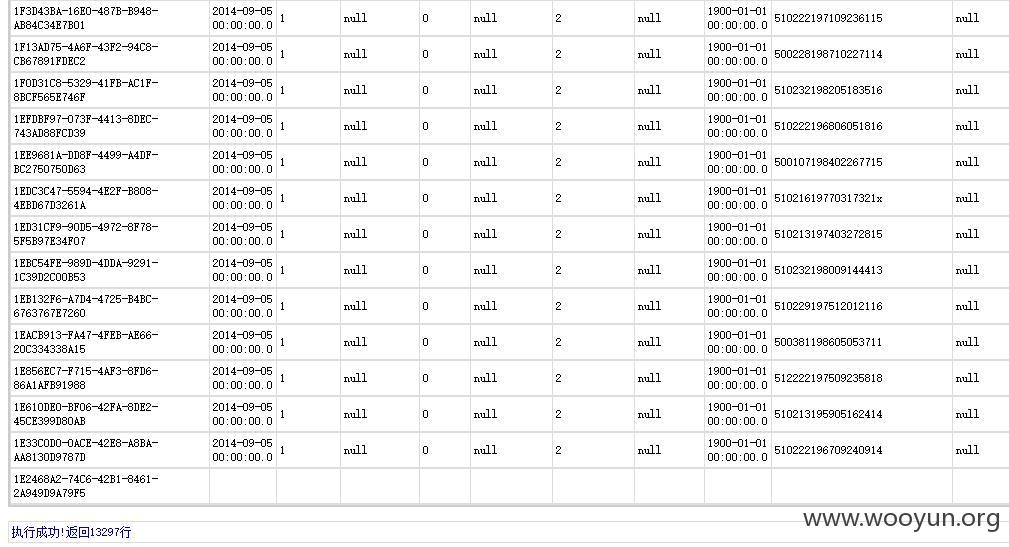 1F3D43BA-16E0-487B-B948- 2014-09-05 1900-01-01
1 null 0 null 2 null 510222197109236115 null
AB84C34E7B01 00:00:00.0 00:00:00.0
1F13AD75-4A6F-43F2-94C8- 2014-09-05 1900-01-01
1 null 0 null 2 null 500228198710227114 null
CB67891FDEC2 00:00:00.0 00:00:00.0
1F0D31C8-5329-41FB-AC1F- 2014-09-05 1900-01-01
1 null 0 null 2 null 510232198205183516 null
8BCF565E746F 00:00:00.0 00:00:00.0
1EFDBF97-073F-4413-8DEC- 2014-09-05 1900-01-01
1 null 0 null 2 null 510222196806051816 null
743AD88FCD39 00:00:00.0 00:00:00.0
1EE9681A-DD8F-4499-A4DF- 2014-09-05 1900-01-01
1 null 0 null 2 null 500107198402267715 null
BC2750750D63 00:00:00.0 00:00:00.0
1EDC3C47-5594-4E2F-B808- 2014-09-05 1900-01-01
1 null 0 null 2 null 51021619770317321x null
4EBD67D3261A 00:00:00.0 00:00:00.0
1ED31CF9-90D5-4972-8F78- 2014-09-05 1900-01-01
1 null 0 null 2 null 510213197403272815 null
5F5B97E34F07 00:00:00.0 00:00:00.0
1EBC54FE-989D-4DDA-9291- 2014-09-05 1900-01-01
1 null 0 null 2 null 510232198009144413 null
1C39D2C00B53 00:00:00.0 00:00:00.0
1EB132F6-A7D4-4725-B4BC- 2014-09-05 1900-01-01
1 null 0 null 2 null 510229197512012116 null
6763767E7260 00:00:00.0 00:00:00.0
1EACB913-FA47-4FEB-AE66- 2014-09-05 1900-01-01
1 null 0 null 2 null 500381198605053711 null
20C334338A15 00:00:00.0 00:00:00.0
1E856EC7-F715-4AF3-8FD6- 2014-09-05 1900-01-01
1 null 0 null 2 null 512222197509235818 null
86A1AFB91988 00:00:00.0 00:00:00.0
1E610DE0-BF06-42FA-8DE2- 2014-09-05 1900-01-01
1 null 0 null 2 null 510213195905162414 null
45CE399D80AB 00:00:00.0 00:00:00.0
1E33C0D0-0ACE-42E8-A8BA- 2014-09-05 1900-01-01
1 null 0 null 2 null 510222196709240914 null
AA8130D9787D 00:00:00.0 00:00:00.0
1E2468A2-74C6-42B1-8461-
2A949D9A79F5
www.wooyun.org
执行成功!返回13297行